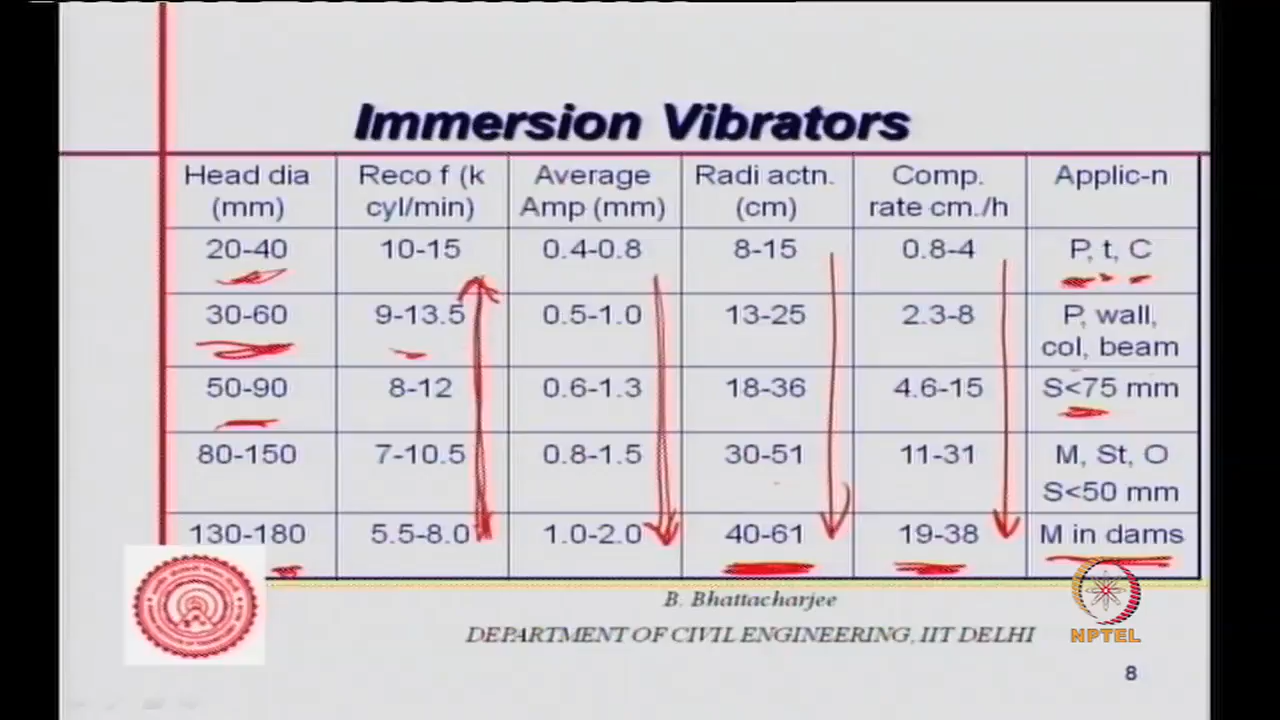 Immersion Vibrators
Head dia (mm) Reco f (k cyl/min) Average Amp (mm) Radi actn. (cm) Comp. rate cm./h Applic-n
20-40 10-15 0.4-0.8 8-15 0.8-4 P, t, C
30-60 9-13.5 0.5-1.0 13-25 2.3-8 P, wall, col, beam
50-90 8-12 0.6-1.3 18-36 4.6-15 S<75 mm
80-150 7-10.5 0.8-1.5 30-51 11-31 M, St, O S<50 mm
130-180 5.5-8.0 1.0-2.0 40-61 19-38 M in dams
B. Bhattacharjee
DEPARTMENT OF CIVIL ENGINEERING, IIT DELHI
NPTEL
8